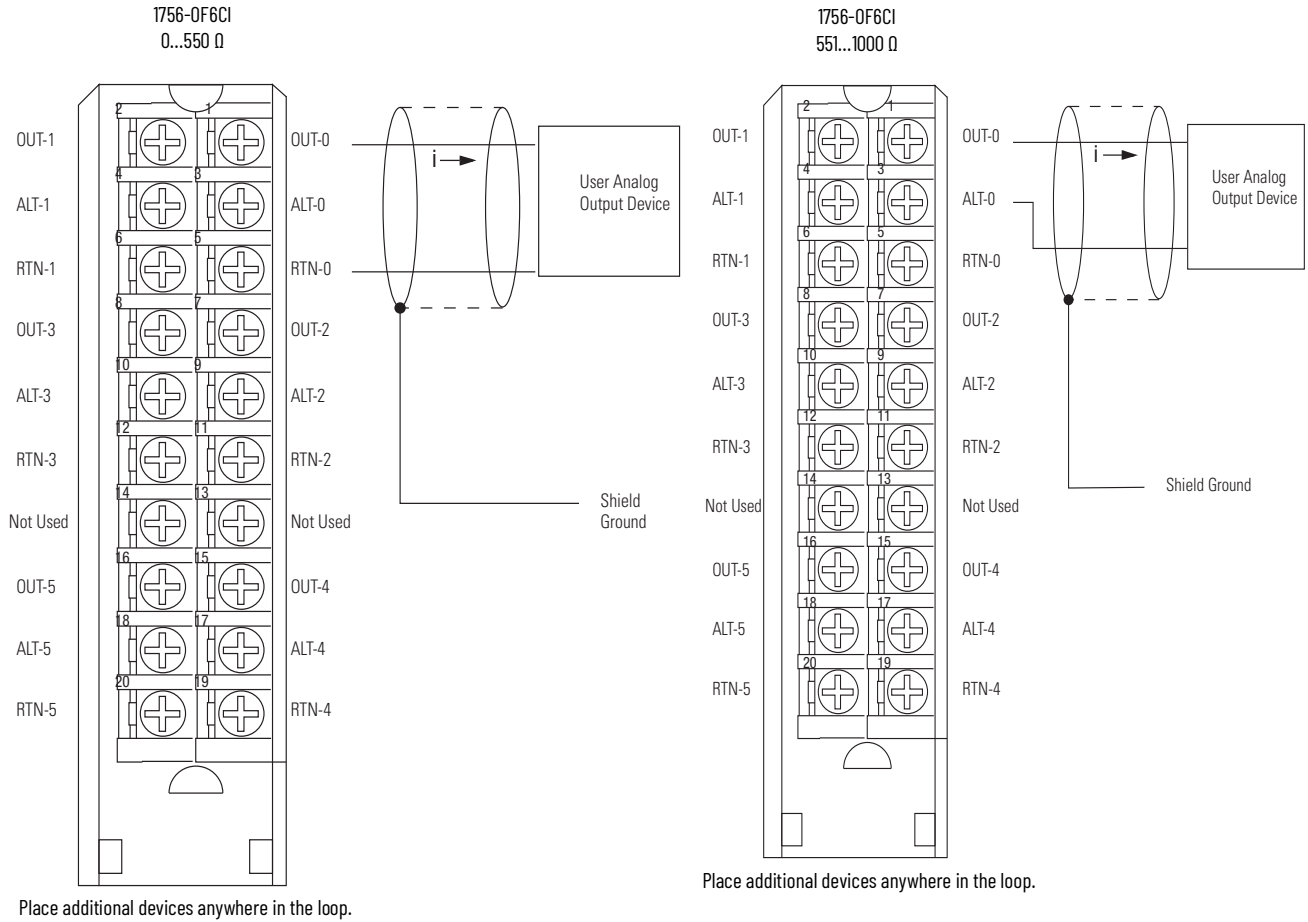 1756-OF6CI
0...550 Ω
2 1
OUT-1 OUT-0
4 3
ALT-1 ALT-0
6 5
RTN-1 RTN-0
8 7
OUT-3 OUT-2
10 9
ALT-3 ALT-2
12 11
RTN-3 RTN-2
14 13
Not Used Not Used
16 15
OUT-5 OUT-4
18 17
ALT-5 ALT-4
20 19
RTN-5 RTN-4
i
User Analog
Output Device
Shield
Ground
Place additional devices anywhere in the loop.
1756-OF6CI
551...1000 Ω
2 1
OUT-1 OUT-0
4 3
ALT-1 ALT-0
6 5
RTN-1 RTN-0
8 7
OUT-3 OUT-2
10 9
ALT-3 ALT-2
12 11
RTN-3 RTN-2
14 13
Not Used Not Used
16 15
OUT-5 OUT-4
18 17
ALT-5 ALT-4
20 19
RTN-5 RTN-4
i
User Analog
Output Device
Shield Ground
Place additional devices anywhere in the loop.